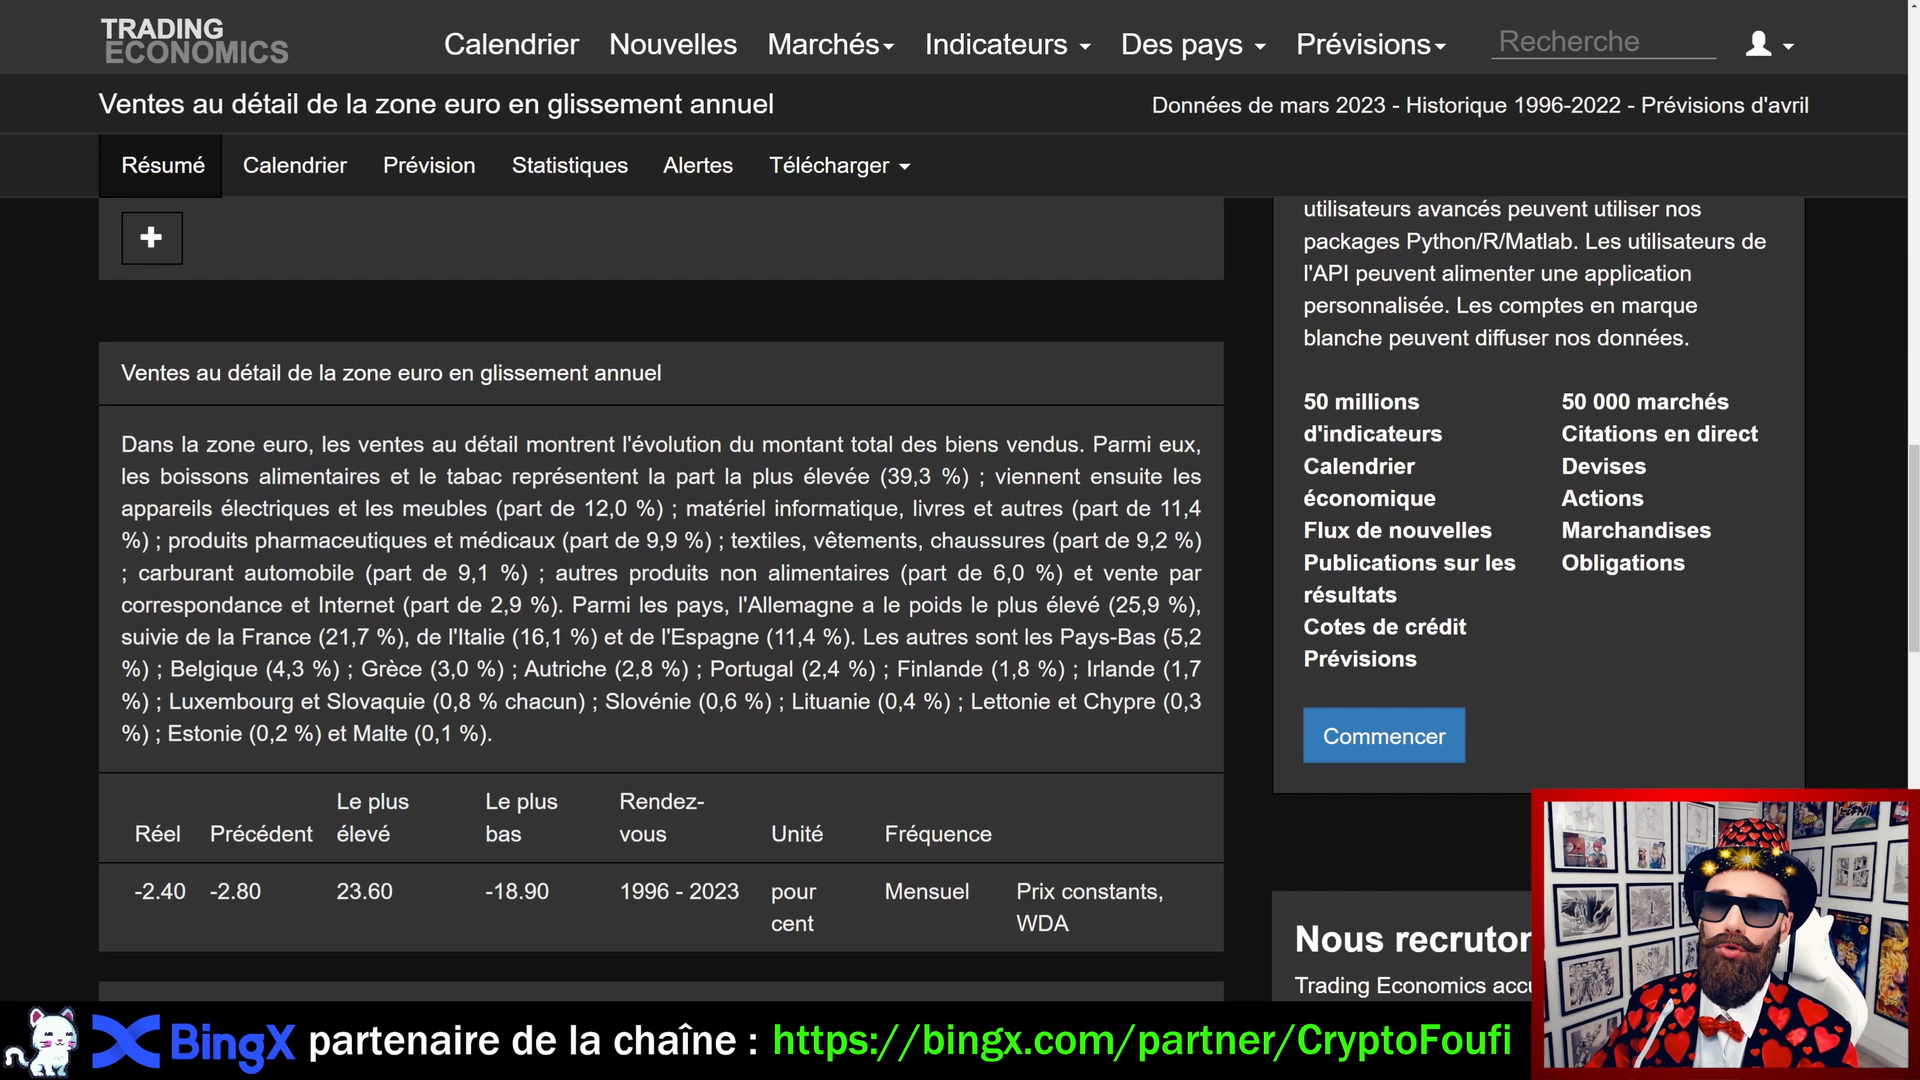 TRADING
ECONOMICS
Calendrier Nouvelles Marchés Indicateurs Des pays Prévisions Recherche
Ventes au détail de la zone euro en glissement annuel
Données de mars 2023 - Historique 1996-2022 - Prévisions d'avril
Résumé Calendrier Prévision Statistiques Alertes Télécharger
Ventes au détail de la zone euro en glissement annuel
Dans la zone euro, les ventes au détail montrent l'évolution du montant total des biens vendus. Parmi eux,
les boissons alimentaires et le tabac représentent la part la plus élevée (39,3 %) ; viennent ensuite les
appareils électriques et les meubles (part de 12,0 %) ; matériel informatique, livres et autres (part de 11,4
%) ; produits pharmaceutiques et médicaux (part de 9,9 %) ; textiles, vêtements, chaussures (part de 9,2 %)
; carburant automobile (part de 9,1 %) ; autres produits non alimentaires (part de 6,0 %) et vente par
correspondance et Internet (part de 2,9 %). Parmi les pays, l'Allemagne a le poids le plus élevé (25,9 %),
suivie de la France (21,7 %), de l'Italie (16,1 %) et de l'Espagne (11,4 %). Les autres sont les Pays-Bas (5,2
%) ; Belgique (4,3 %) ; Grèce (3,0 %) ; Autriche (2,8 %) ; Portugal (2,4 %) ; Finlande (1,8 %) ; Irlande (1,7
%) ; Luxembourg et Slovaquie (0,8 % chacun) ; Slovénie (0,6 %) ; Lituanie (0,4 %) ; Lettonie et Chypre (0,3
%) ; Estonie (0,2 %) et Malte (0,1 %).
Le plus Le plus Rendez-
Réel Précédent élevé bas vous Unité Fréquence
-2.40 -2.80 23.60 -18.90 1996 - 2023 pour Mensuel Prix constants,
cent WDA
utilisateurs avancés peuvent utiliser nos
packages Python/R/Matlab. Les utilisateurs de
l'API peuvent alimenter une application
personnalisée. Les comptes en marque
blanche peuvent diffuser nos données.
50 millions
d'indicateurs
Calendrier
économique
Flux de nouvelles
Publications sur les
résultats
Cotes de crédit
Prévisions
50 000 marchés
Citations en direct
Devises
Actions
Marchandises
Obligations
Commencer
Nous recrutor
Trading Economics accu
BingX partenaire de la chaîne : https://bingx.com/partner/CryptoFoufi